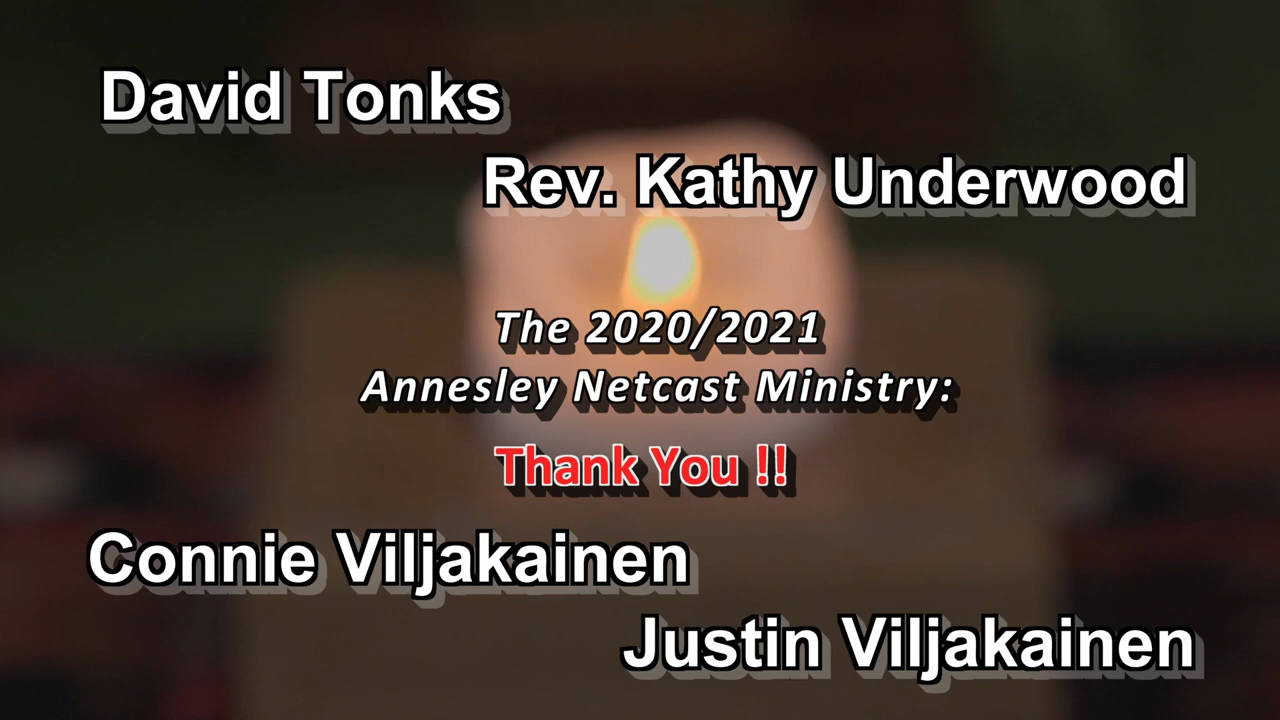 David Tonks
Rev. Kathy Underwood
The 2020/2021
Annesley Netcast Ministry:
Thank You !!
Connie Viljakainen
Justin Viljakainen